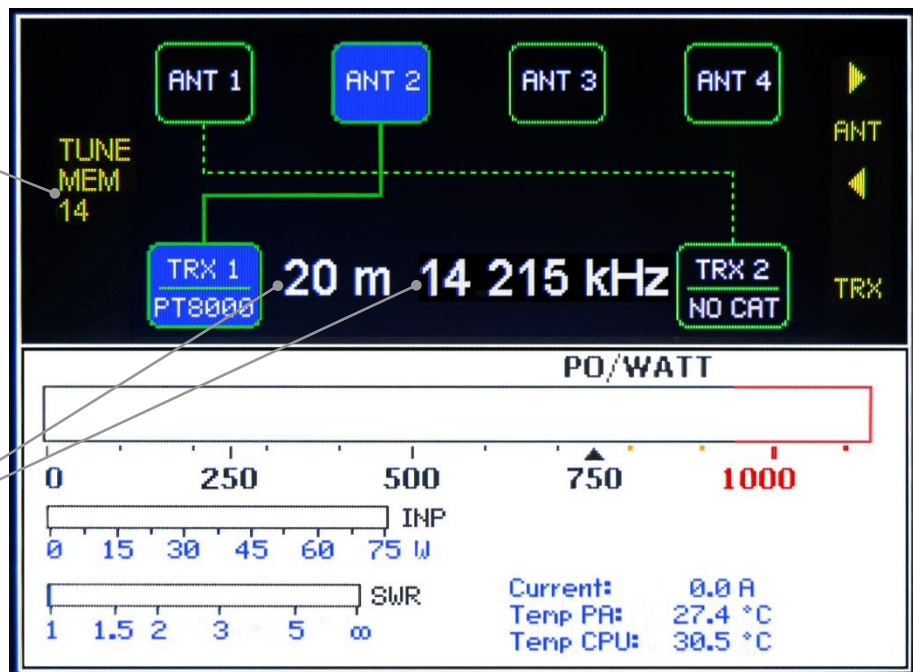 ANT 1 ANT 2 ANT 3 ANT 4
ANT
TUNE
MEM
14
TRX 1
PT8000
20 m 14 215 kHz
TRX 2
NO CAT
TRX
PO/WATT
0 250 500 750 1000
INP
0 15 30 45 60 75 W
SWR
1 1.5 2 3 5 ∞
Current: 0.0 A
Temp PA: 27.4 °C
Temp CPU: 30.5 °C